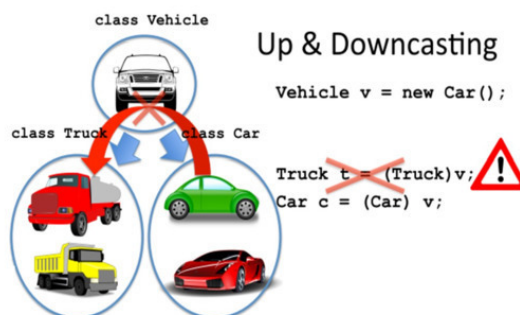 class Vehicle
Up & Downcasting
Vehicle v = new Car();
class Truck
class Car
Truck t = (Truck)v;
Car c = (Car) v;